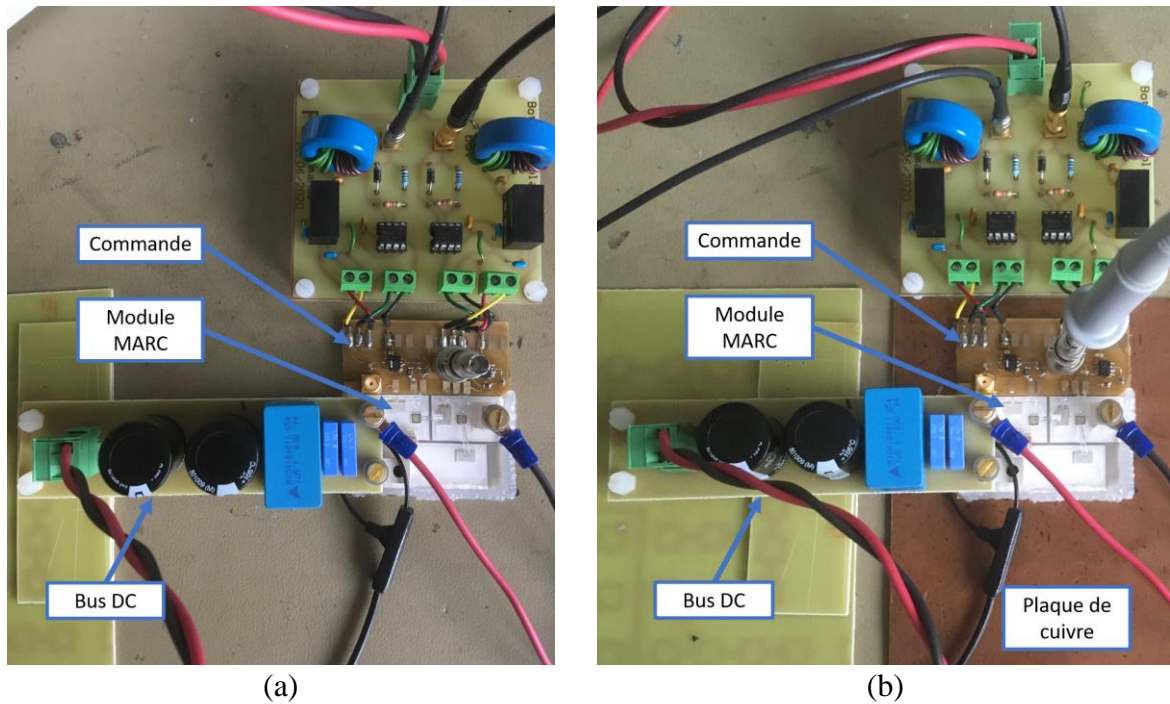 Commande
Module
MARC
Bus DC
(a)
Commande
Module
MARC
Bus DC
Plaque de
cuivre
(b)